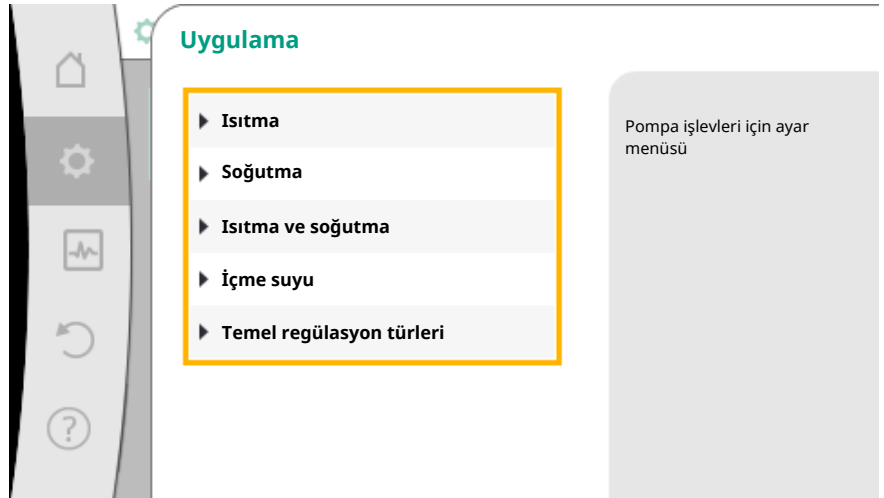 Uygulama
Isıtma
Soğutma
Isıtma ve soğutma
İçme suyu
Temel regülasyon türleri
Pompa işlevleri için ayar
menüsü